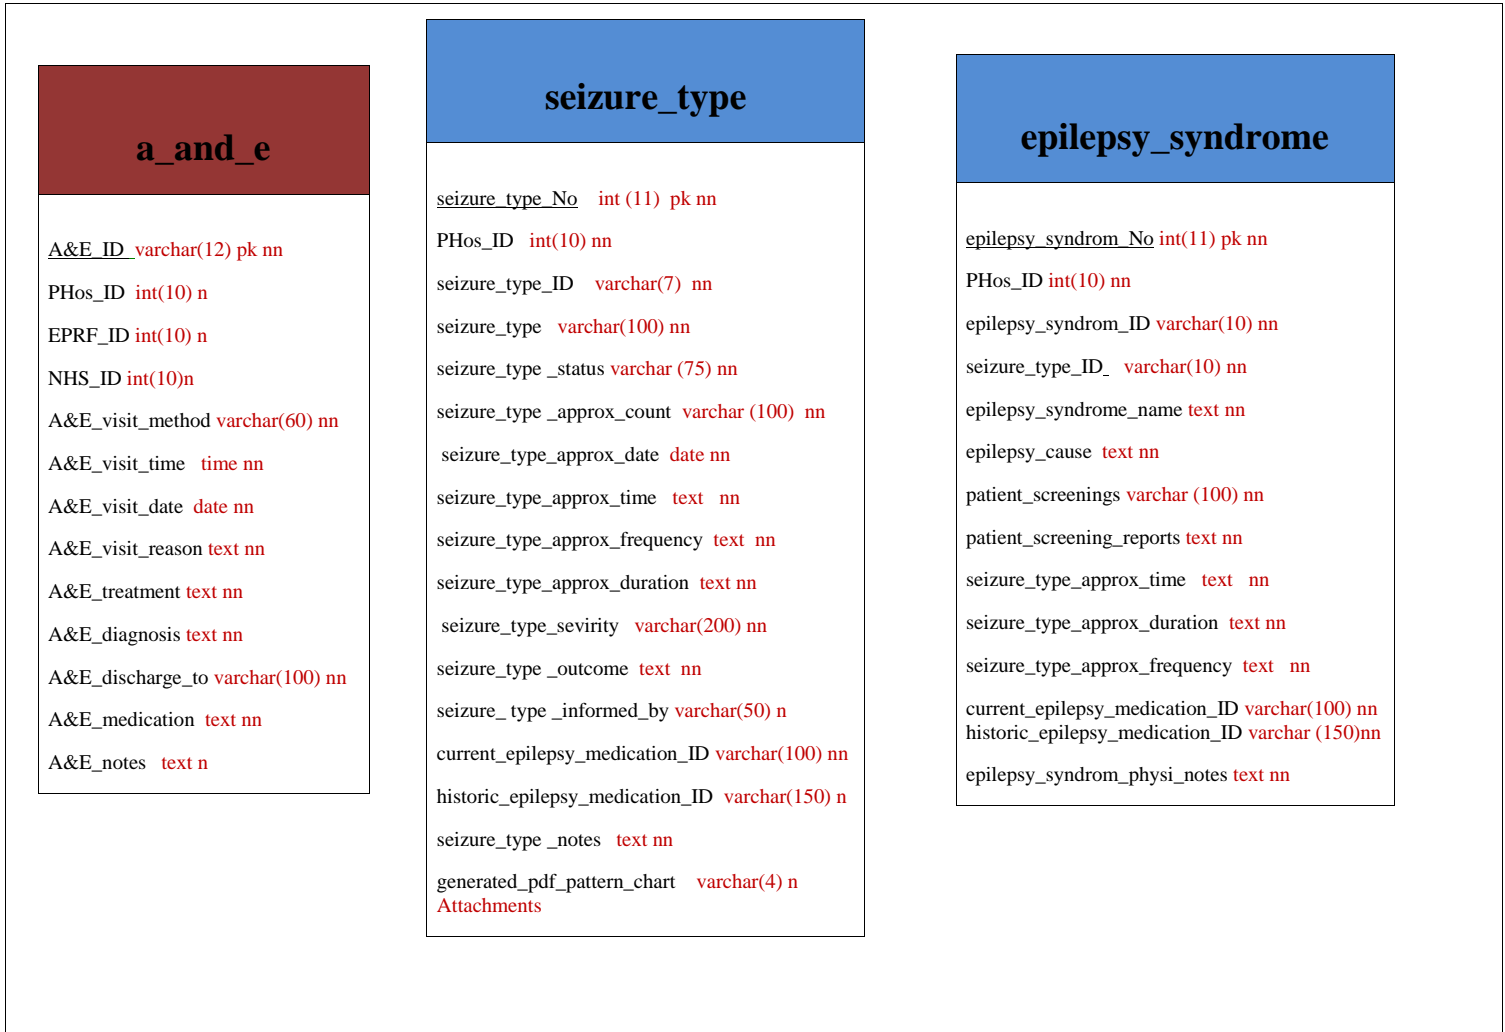 a_and_e
A&E_ID varchar(12) pk nn
PHos_ID int(10) n
EPRF_ID int(10) n
NHS_ID int(10)n
A&E_visit_method varchar(60) nn
A&E_visit_time time nn
A&E_visit_date date nn
A&E_visit_reason text nn
A&E_treatment text nn
A&E_diagnosis text nn
A&E_discharge_to varchar(100) nn
A&E_medication text nn
A&E_notes text n
seizure_type
seizure_type_No int (11) pk nn
PHos_ID int(10) nn
seizure_type_ID varchar(7) nn
seizure_type varchar(100) nn
seizure_type _status varchar (75) nn
seizure_type _approx_count varchar (100) nn
seizure_type_approx_date date nn
seizure_type_approx_time text nn
seizure_type_approx_frequency text nn
seizure_type_approx_duration text nn
seizure_type_sevirity varchar(200) nn
seizure_type _outcome text nn
seizure_ type _informed_by varchar(50) n
current_epilepsy_medication_ID varchar(100) nn
historic_epilepsy_medication_ID varchar(150) n
seizure_type _notes text nn
generated_pdf_pattern_chart varchar(4) n
Attachments
epilepsy_syndrome
epilepsy_syndrom_No int(11) pk nn
PHos_ID int(10) nn
epilepsy_syndrom_ID varchar(10) nn
seizure_type_ID_ varchar(10) nn
epilepsy_syndrome_name text nn
epilepsy_cause text nn
patient_screenings varchar (100) nn
patient_screening_reports text nn
seizure_type_approx_time text nn
seizure_type_approx_duration text nn
seizure_type_approx_frequency text nn
current_epilepsy_medication_ID varchar(100) nn
historic_epilepsy_medication_ID varchar (150)nn
epilepsy_syndrom_physi_notes text nn